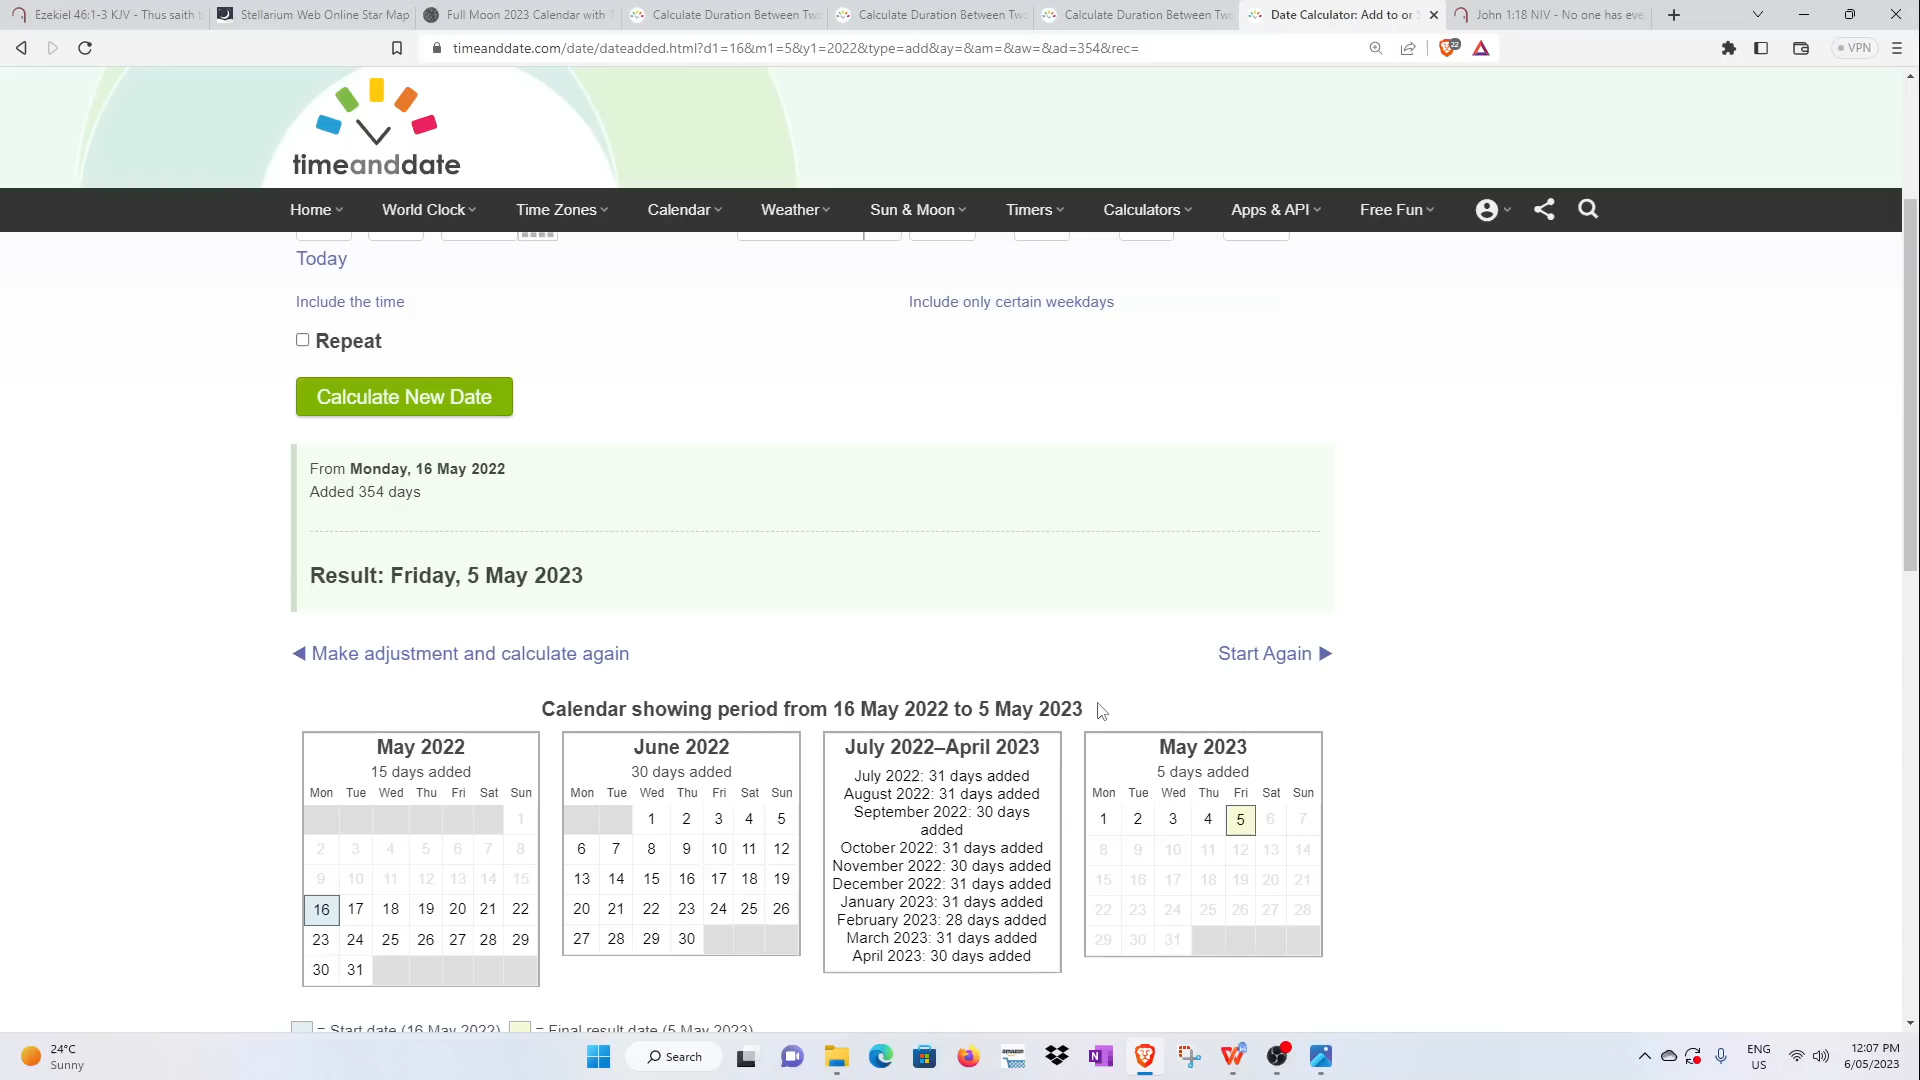 Ezekiel 46:1-3 KJV - Thus saith t
Stellarium Web Online Star Map
Full Moon 2023 Calendar with
Calculate Duration Between Two
Calculate Duration Between Two
Calculate Duration Between Two
Date Calculator: Add to or S
John 1:18 NIV - No one has eve
timeanddate.com/date/dateadded.html?d1=16&m1=5&y1=2022&type=add&ay=&am=&aw=&ad=354&rec=
22
VPN
timeanddate
Home
World Clock
Time Zones
Calendar
Weather
Sun & Moon
Timers
Calculators
Apps & API
Free Fun
Today
Include the time
Include only certain weekdays
Repeat
Calculate New Date
From Monday, 16 May 2022
Added 354 days
Result: Friday, 5 May 2023
◀ Make adjustment and calculate again
Start Again ▶
Calendar showing period from 16 May 2022 to 5 May 2023
May 2022
15 days added
Mon Tue Wed Thu Fri Sat Sun
1
2 3 4 5 6 7 8
9 10 11 12 13 14 15
16 17 18 19 20 21 22
23 24 25 26 27 28 29
30 31
June 2022
30 days added
Mon Tue Wed Thu Fri Sat Sun
1 2 3 4 5
6 7 8 9 10 11 12
13 14 15 16 17 18 19
20 21 22 23 24 25 26
27 28 29 30
July 2022–April 2023
July 2022: 31 days added
August 2022: 31 days added
September 2022: 30 days
added
October 2022: 31 days added
November 2022: 30 days added
December 2022: 31 days added
January 2023: 31 days added
February 2023: 28 days added
March 2023: 31 days added
April 2023: 30 days added
May 2023
5 days added
Mon Tue Wed Thu Fri Sat Sun
1 2 3 4 5 6 7
8 9 10 11 12 13 14
15 16 17 18 19 20 21
22 23 24 25 26 27 28
29 30 31
= Start date (16 May 2022)
= Final result date (5 May 2023)
24°C
Sunny
Search
amazon
ENG
US
12:07 PM
6/05/2023